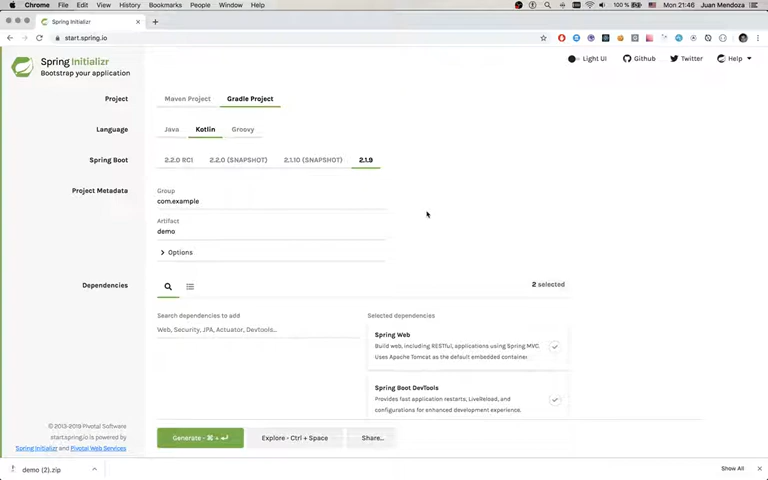 Chrome File Edit View History Bookmarks People Window Help 100 % Mon 21:46 Juan Mendoza
Spring Initializr
start.spring.io
Spring Initializr
Bootstrap your application
Light UI Github Twitter Help
Project Maven Project Gradle Project
Language Java Kotlin Groovy
Spring Boot 2.2.0 RC1 2.2.0 (SNAPSHOT) 2.1.10 (SNAPSHOT) 2.1.9
Project Metadata
Group
com.example
Artifact
demo
Options
Dependencies 2 selected
Search dependencies to add Selected dependencies
Web, Security, JPA, Actuator, Devtools...
Spring Web
Build web, including RESTful, applications using Spring MVC.
Uses Apache Tomcat as the default embedded container.
Spring Boot DevTools
Provides fast application restarts, LiveReload, and
configurations for enhanced development experience.
© 2013-2019 Pivotal Software
start.spring.io is powered by
Spring Initializr and Pivotal Web Services
Generate - ⌘ + ⏎ Explore - Ctrl + Space Share...
demo (2).zip Show All